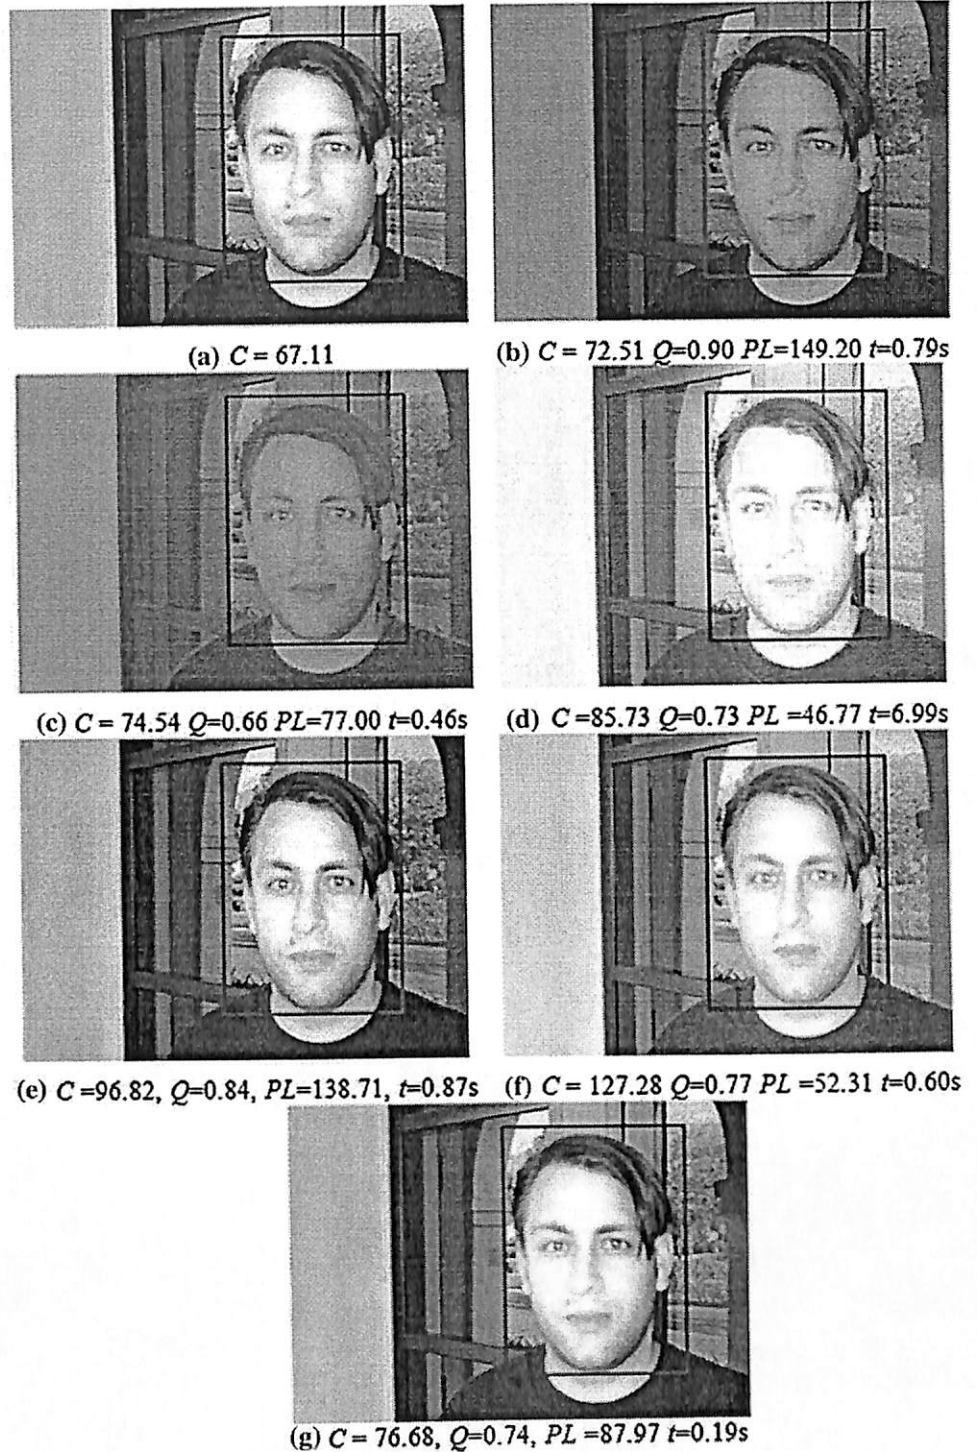 (a) C = 67.11
(b) C = 72.51 Q=0.90 PL=149.20 t=0.79s
(c) C = 74.54 Q=0.66 PL=77.00 t=0.46s
(d) C =85.73 Q=0.73 PL =46.77 t=6.99s
(e) C =96.82, Q=0.84, PL=138.71, t=0.87s
(f) C = 127.28 Q=0.77 PL =52.31 t=0.60s
(g) C = 76.68, Q=0.74, PL =87.97 t=0.19s